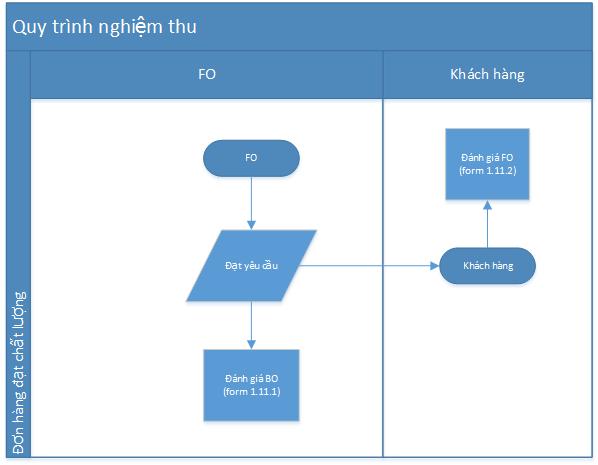 Quy trình nghiệm thu
FO
Khách hàng
Đơn hàng đạt chất lượng
FO
Đánh giá FO
(form 1.11.2)
Đạt yêu cầu
Khách hàng
Đánh giá BO
(form 1.11.1)